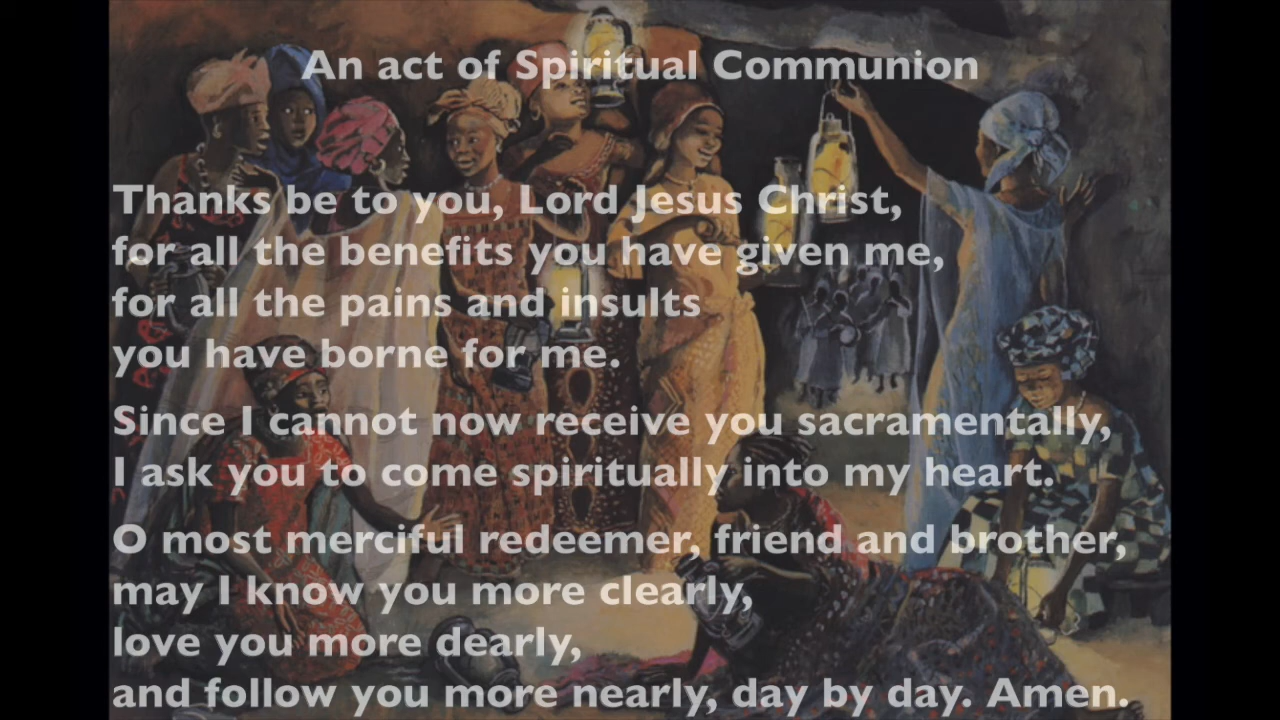 An act of Spiritual Communion
Thanks be to you, Lord Jesus Christ,
for all the benefits you have given me,
for all the pains and insults
you have borne for me.
Since I cannot now receive you sacramentally,
I ask you to come spiritually into my heart.
O most merciful redeemer, friend and brother,
may I know you more clearly,
love you more dearly,
and follow you more nearly, day by day. Amen.